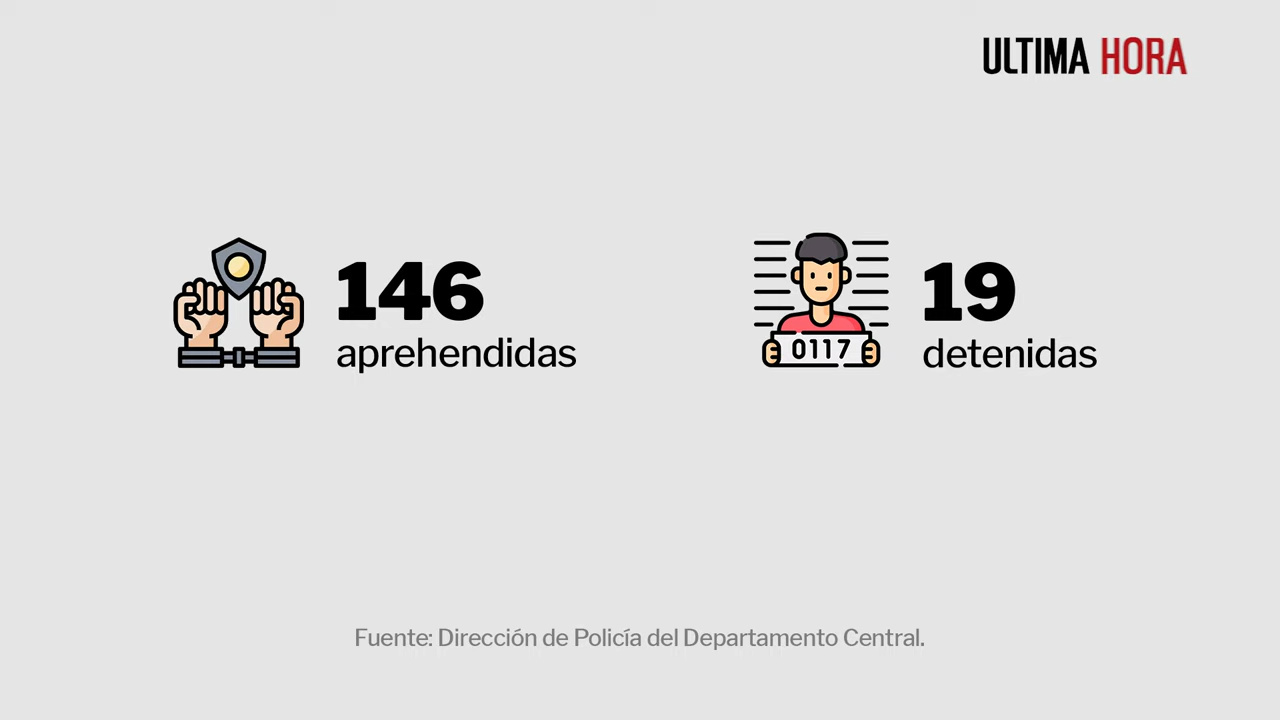 ULTIMA HORA
146
aprehendidas
19
detenidas
0117
Fuente: Dirección de Policía del Departamento Central.